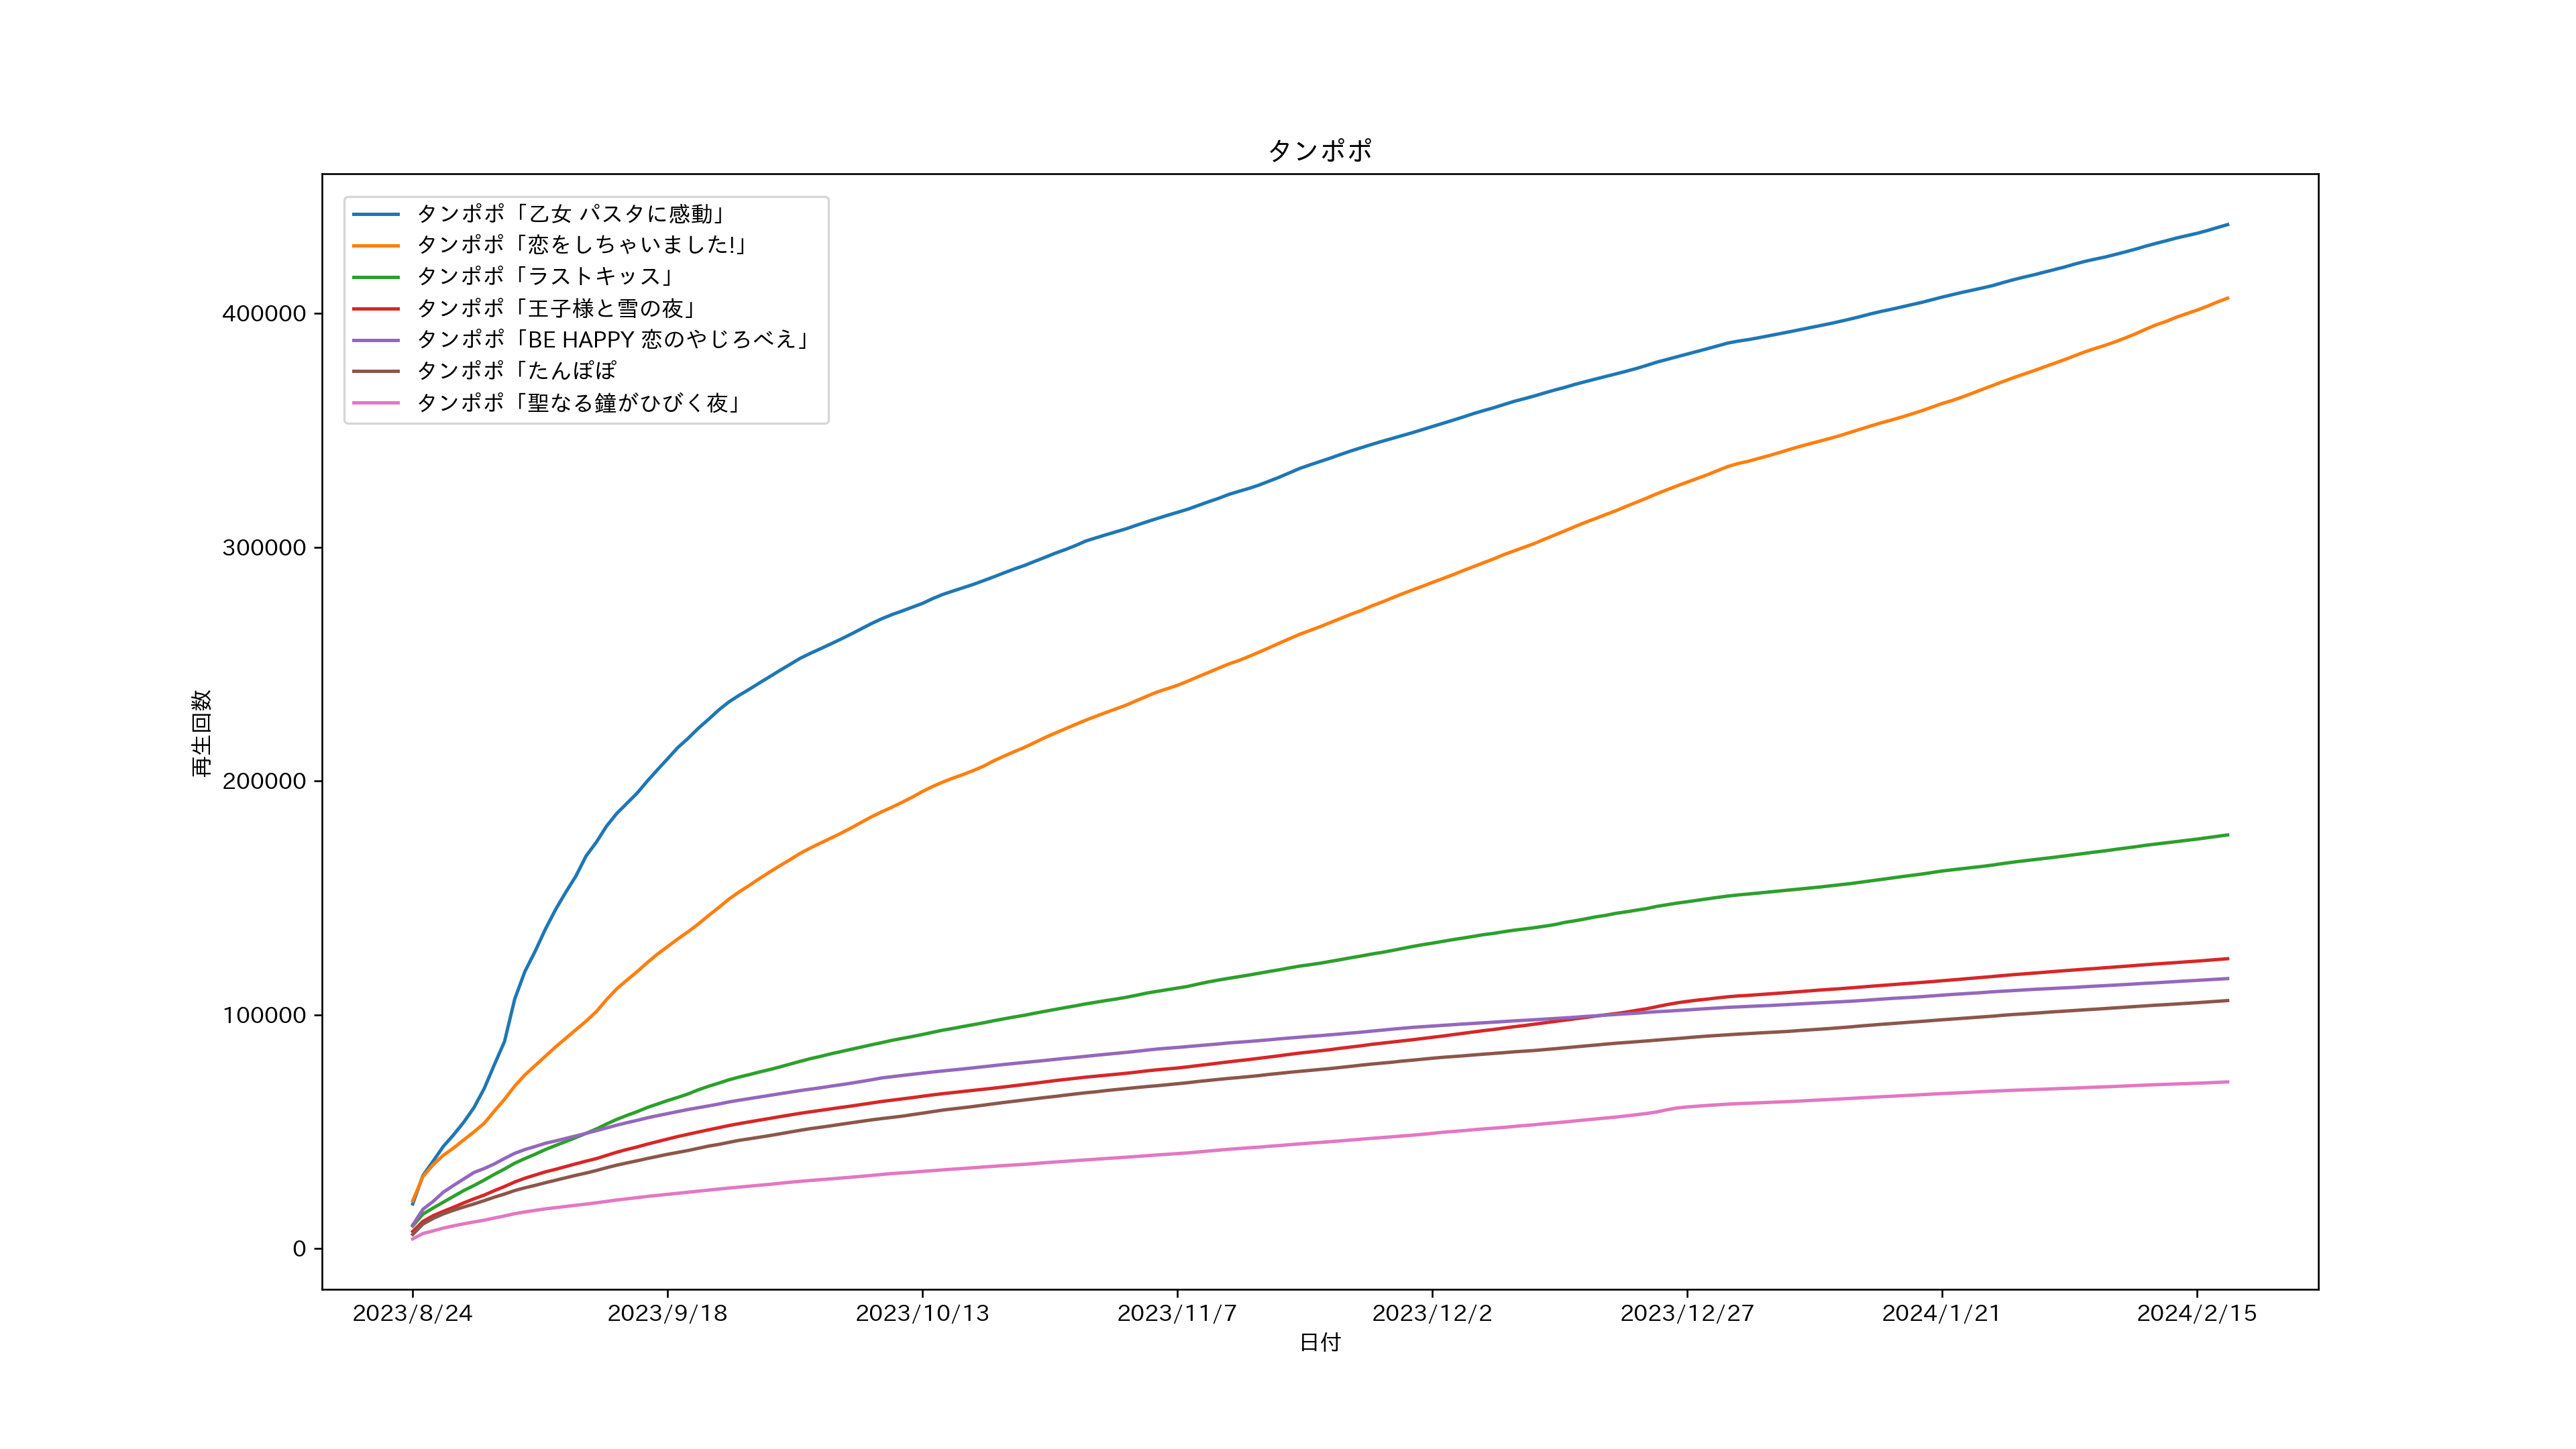 タンポポ
タンポポ「乙女 パスタに感動」
タンポポ「恋をしちゃいました!」
タンポポ「ラストキッス」
タンポポ「王子様と雪の夜」
タンポポ「BE HAPPY 恋のやじろべえ」
タンポポ「たんぽぽ
タンポポ「聖なる鐘がひびく夜」
再生回数
400000
300000
200000
100000
0
2023/8/24
2023/9/18
2023/10/13
2023/11/7
2023/12/2
2023/12/27
2024/1/21
2024/2/15
日付